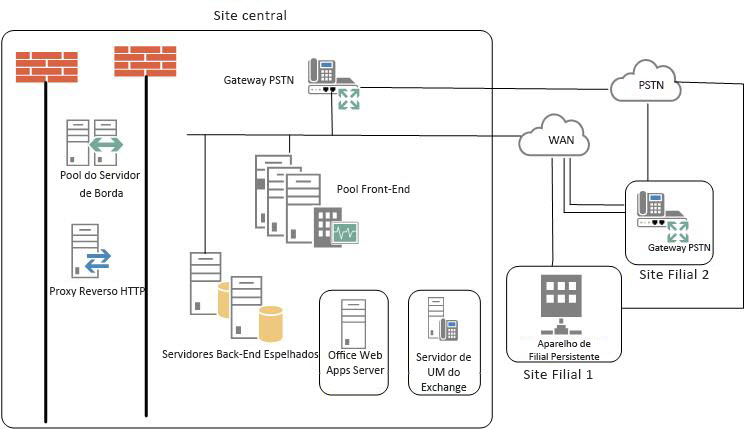 Site central
Gateway PSTN
PSTN
WAN
Pool do Servidor
de Borda
Pool Front-End
Gateway PSTN
Site Filial 2
Proxy Reverso HTTP
Servidores Back-End Espelhados
Office Web
Apps Server
Servidor de
UM do
Exchange
Aparelho de
Filial Persistente
Site Filial 1